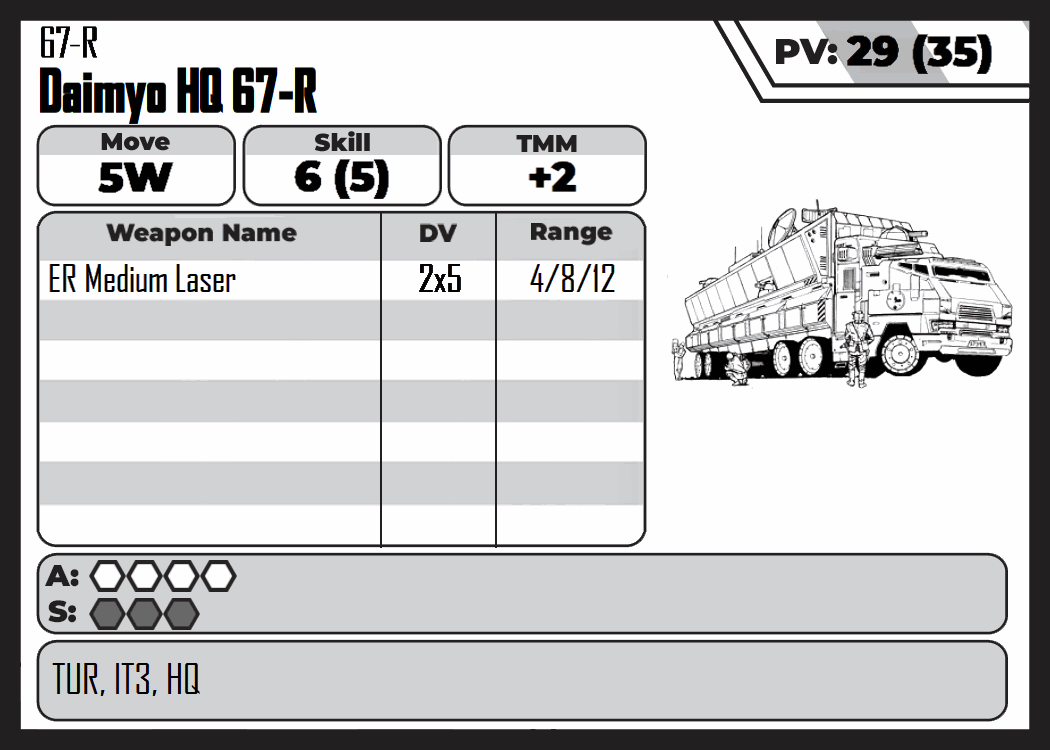 67-R
Daimyo HQ 67-R
PV: 29 (35)
Move Skill TMM
5W 6 (5) +2
Weapon Name DV Range
ER Medium Laser 2x5 4/8/12
A:
S:
TUR, IT3, HQ